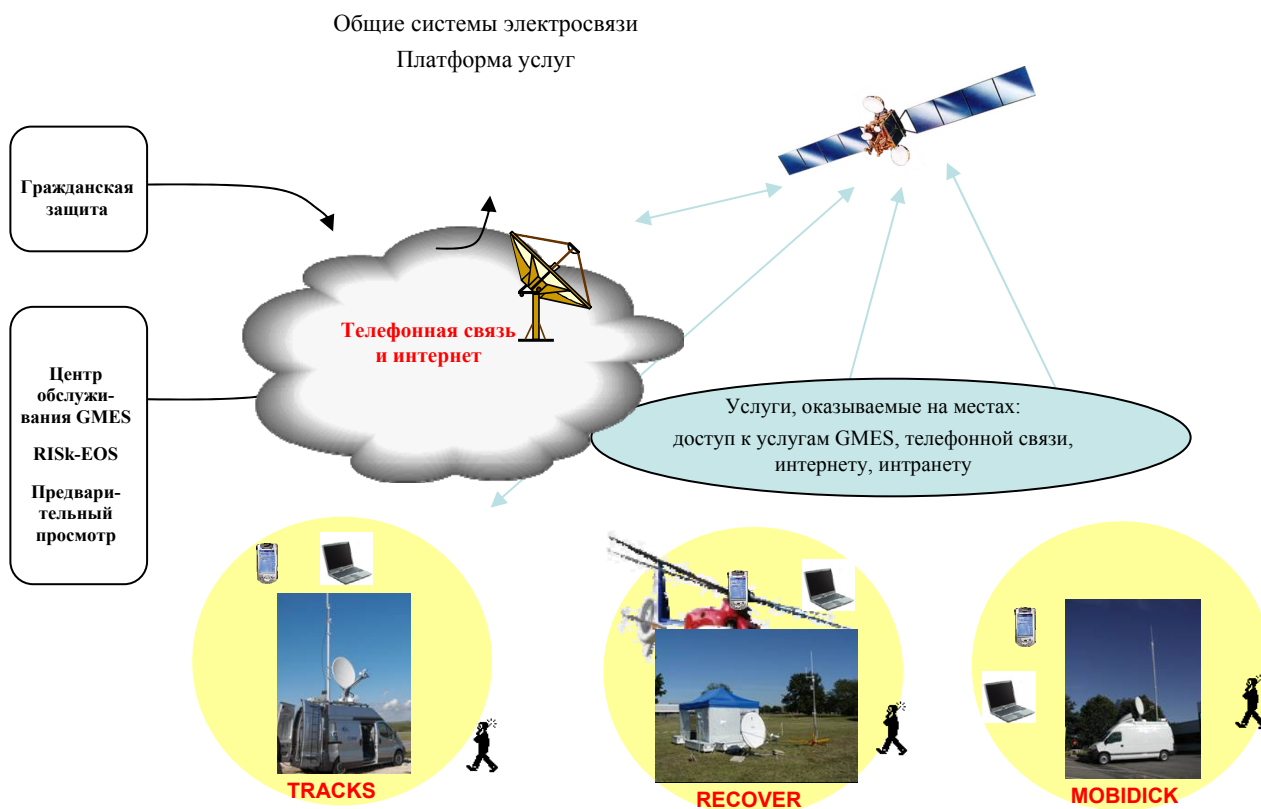 Общие системы электросвязи
Платформа услуг
Гражданская
защита
Телефонная связь
и интернет
Центр
обслужи-
вания GMES
RISk-EOS
Предвари-
тельный
просмотр
Услуги, оказываемые на местах:
доступ к услугам GMES, телефонной связи,
интернету, интранету
TRACKS
RECOVER
MOBIDICK